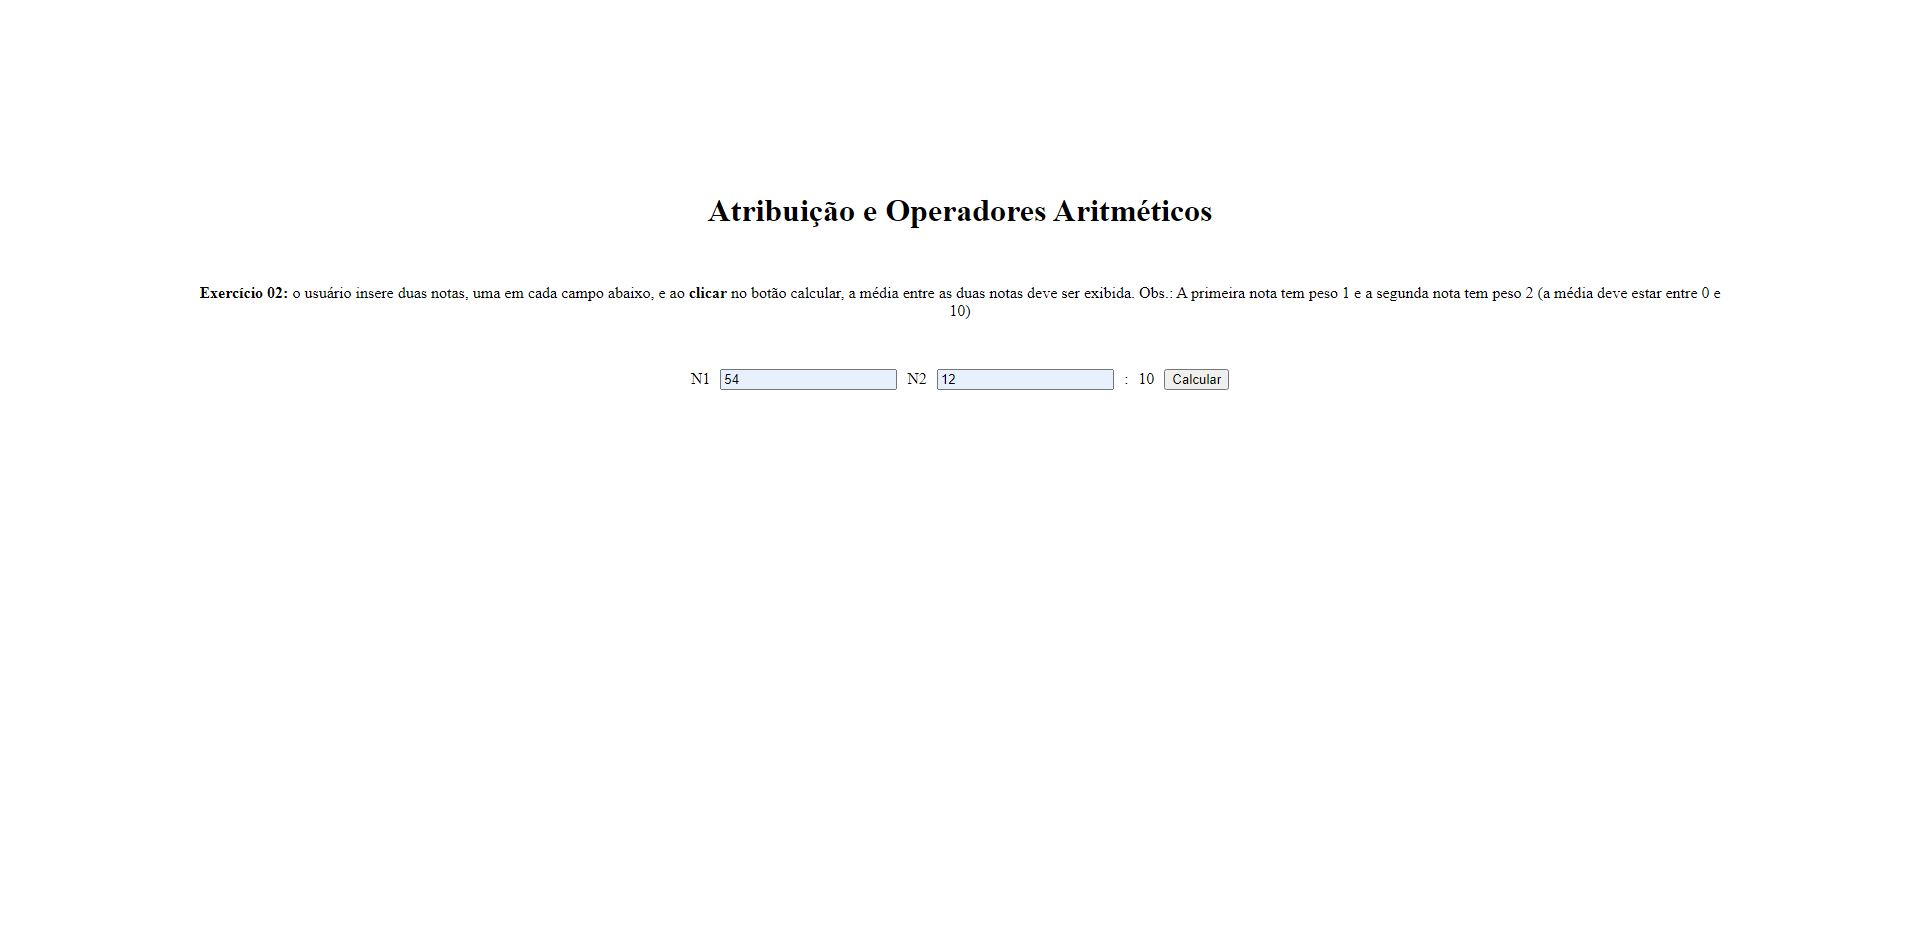 Atribuição e Operadores Aritméticos
Exercício 02: o usuário insere duas notas, uma em cada campo abaixo, e ao clicar no botão calcular, a média entre as duas notas deve ser exibida. Obs.: A primeira nota tem peso 1 e a segunda nota tem peso 2 (a média deve estar entre 0 e
10)
N1 54 N2 12 : 10 Calcular